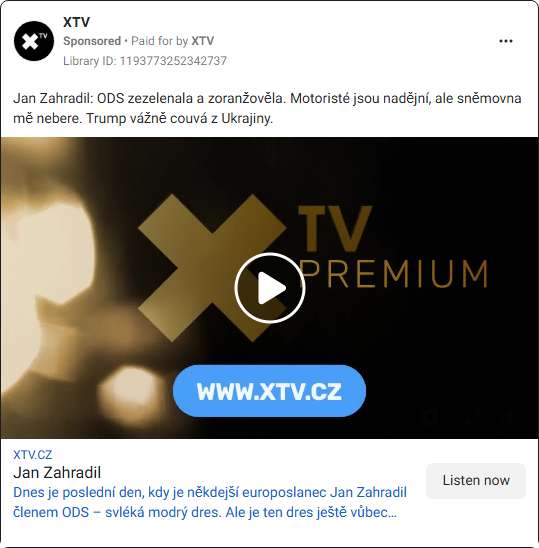 XTV
Sponsored • Paid for by XTV
Library ID: 1193773252342737
Jan Zahradil: ODS zezelenala a zoranžověla. Motoristé jsou nadějní, ale sněmovna
mě nebere. Trump vážně couvá z Ukrajiny.
TV
PREMIUM
WWW.XTV.CZ
XTV.CZ
Jan Zahradil
Dnes je poslední den, kdy je někdejší europoslanec Jan Zahradil
členem ODS – svléká modrý dres. Ale je ten dres ještě vůbec...
Listen now